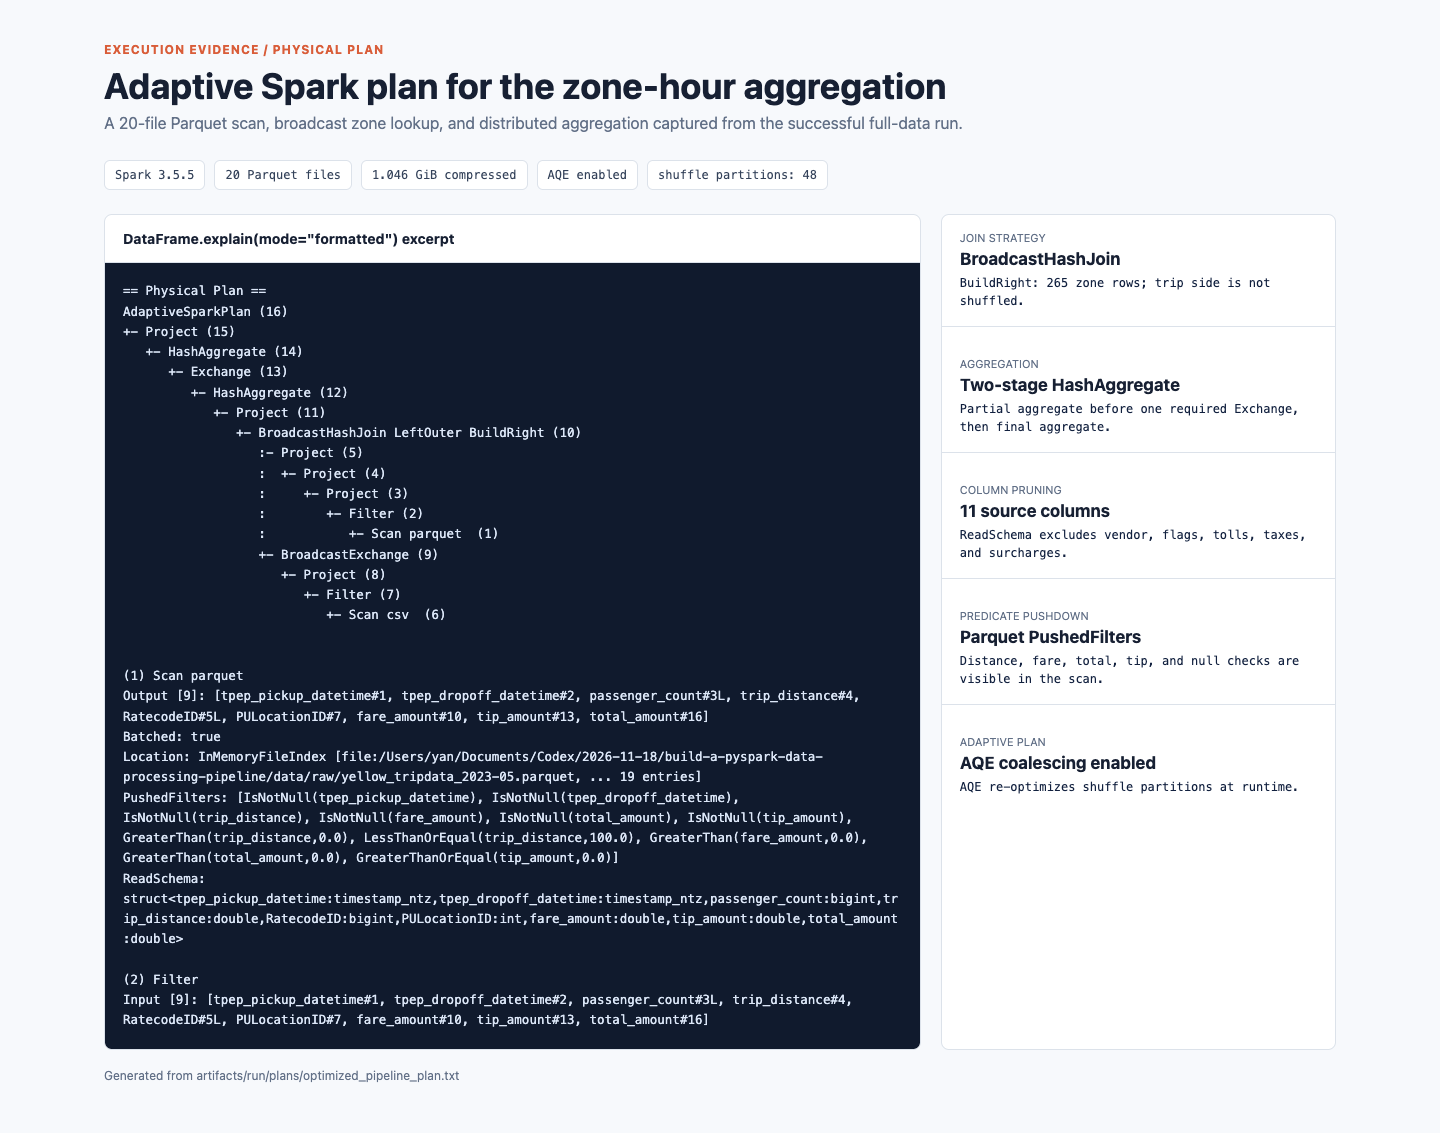 EXECUTION EVIDENCE / PHYSICAL PLAN
Adaptive Spark plan for the zone-hour aggregation
A 20-file Parquet scan, broadcast zone lookup, and distributed aggregation captured from the successful full-data run.
Spark 3.5.5
20 Parquet files
1.046 GiB compressed
AQE enabled
shuffle partitions: 48
DataFrame.explain(mode="formatted") excerpt
== Physical Plan ==
AdaptiveSparkPlan (16)
+- Project (15)
   +- HashAggregate (14)
      +- Exchange (13)
         +- HashAggregate (12)
            +- Project (11)
               +- BroadcastHashJoin LeftOuter BuildRight (10)
                  :- Project (5)
                  :  +- Project (4)
                  :     +- Project (3)
                  :        +- Filter (2)
                  :           +- Scan parquet  (1)
                  +- BroadcastExchange (9)
                     +- Project (8)
                        +- Filter (7)
                           +- Scan csv  (6)
(1) Scan parquet
Output [9]: [tpep_pickup_datetime#1, tpep_dropoff_datetime#2, passenger_count#3L, trip_distance#4,
RatecodeID#5L, PULocationID#7, fare_amount#10, tip_amount#13, total_amount#16]
Batched: true
Location: InMemoryFileIndex [file:/Users/yan/Documents/Codex/2026-11-18/build-a-pyspark-data-
processing-pipeline/data/raw/yellow_tripdata_2023-05.parquet, ... 19 entries]
PushedFilters: [IsNotNull(tpep_pickup_datetime), IsNotNull(tpep_dropoff_datetime),
IsNotNull(trip_distance), IsNotNull(fare_amount), IsNotNull(total_amount), IsNotNull(tip_amount),
GreaterThan(trip_distance,0.0), LessThanOrEqual(trip_distance,100.0), GreaterThan(fare_amount,0.0),
GreaterThan(total_amount,0.0), GreaterThanOrEqual(tip_amount,0.0)]
ReadSchema:
struct<tpep_pickup_datetime:timestamp_ntz,tpep_dropoff_datetime:timestamp_ntz,passenger_count:bigint,tr
ip_distance:double,RatecodeID:bigint,PULocationID:int,fare_amount:double,tip_amount:double,total_amount
:double>
(2) Filter
Input [9]: [tpep_pickup_datetime#1, tpep_dropoff_datetime#2, passenger_count#3L, trip_distance#4,
RatecodeID#5L, PULocationID#7, fare_amount#10, tip_amount#13, total_amount#16]
JOIN STRATEGY
BroadcastHashJoin
BuildRight: 265 zone rows; trip side is not
shuffled.
AGGREGATION
Two-stage HashAggregate
Partial aggregate before one required Exchange,
then final aggregate.
COLUMN PRUNING
11 source columns
ReadSchema excludes vendor, flags, tolls, taxes,
and surcharges.
PREDICATE PUSHDOWN
Parquet PushedFilters
Distance, fare, total, tip, and null checks are
visible in the scan.
ADAPTIVE PLAN
AQE coalescing enabled
AQE re-optimizes shuffle partitions at runtime.
Generated from artifacts/run/plans/optimized_pipeline_plan.txt